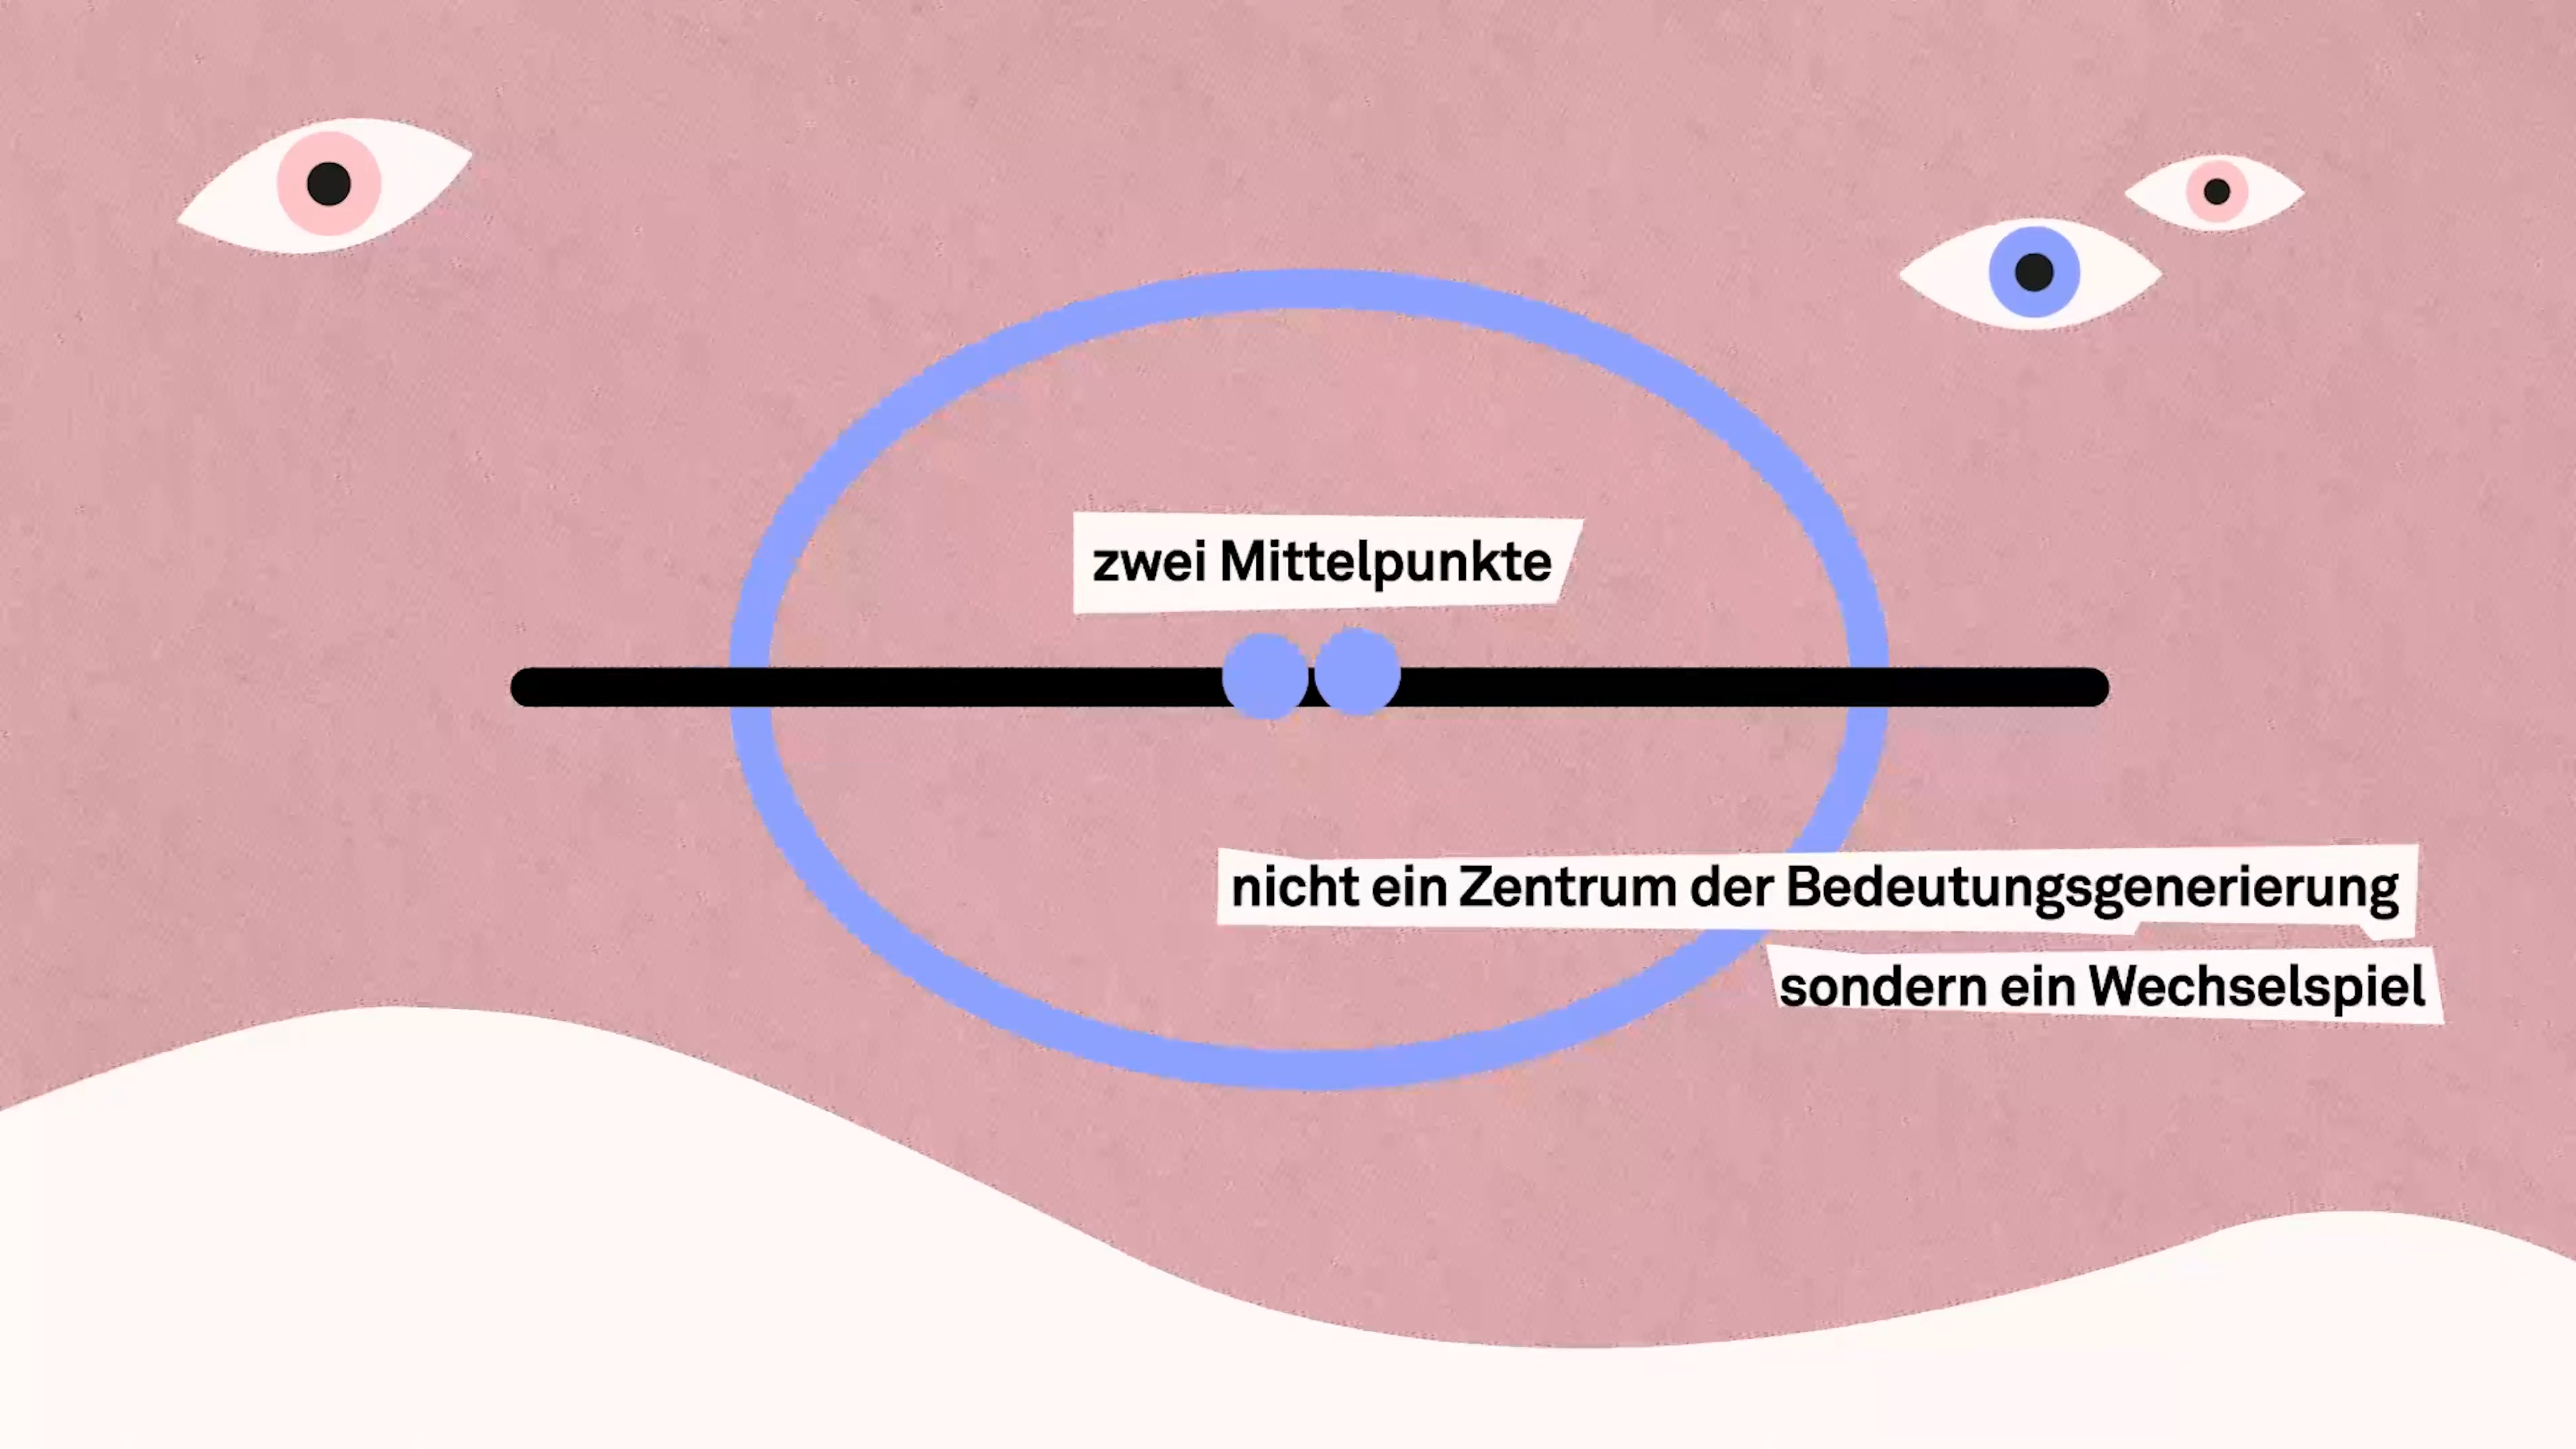 zwei Mittelpunkte
nicht ein Zentrum der Bedeutungsgenerierung
sondern ein Wechselspiel